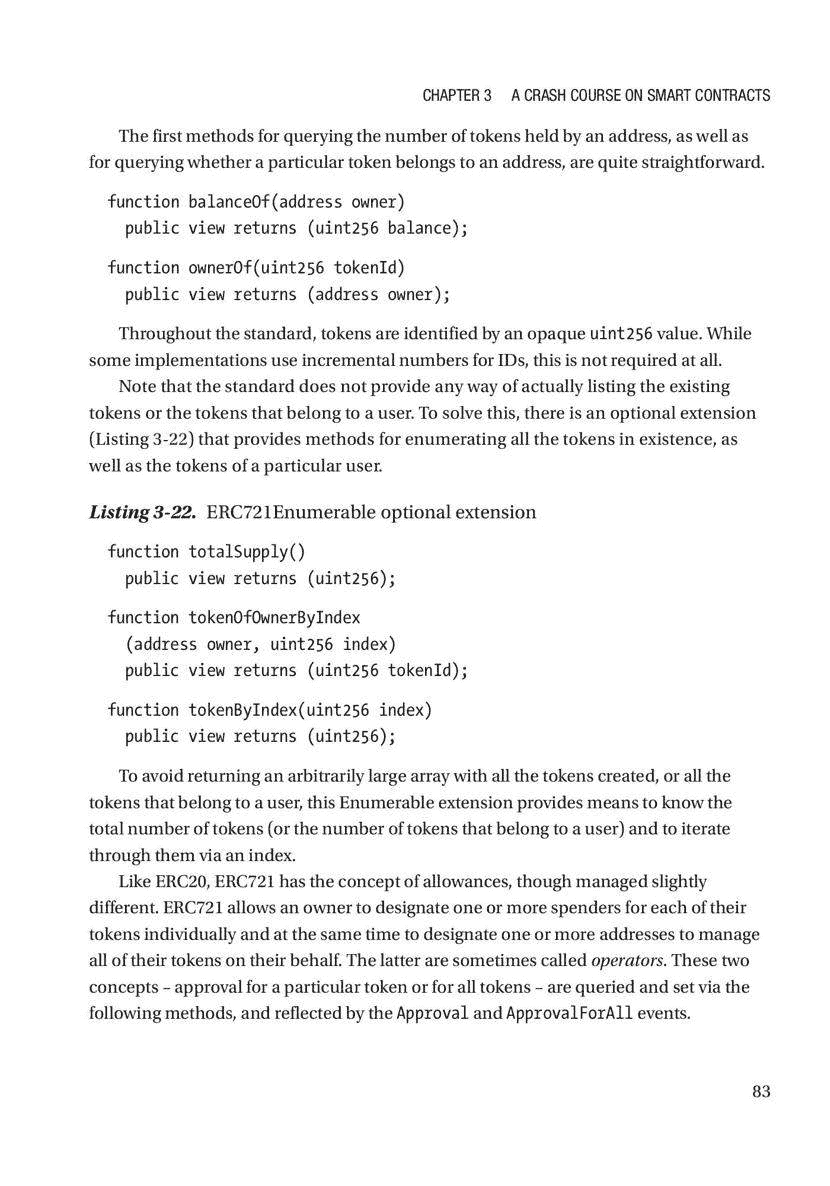 CHAPTER 3 A CRASH COURSE ON SMART CONTRACTS
The first methods for querying the number of tokens held by an address, as well as
for querying whether a particular token belongs to an address, are quite straightforward.
function balanceOf(address owner)
public view returns (uint256 balance);
function ownerOf(uint256 tokenId)
public view returns (address owner);
Throughout the standard, tokens are identified by an opaque uint256 value. While
some implementations use incremental numbers for IDs, this is not required at all.
Note that the standard does not provide any way of actually listing the existing
tokens or the tokens that belong to a user. To solve this, there is an optional extension
(Listing 3-22) that provides methods for enumerating all the tokens in existence, as
well as the tokens of a particular user.
Listing 3-22. ERC721Enumerable optional extension
function totalSupply()
public view returns (uint256);
function tokenOfOwnerByIndex
(address owner, uint256 index)
public view returns (uint256 tokenId);
function tokenByIndex(uint256 index)
public view returns (uint256);
To avoid returning an arbitrarily large array with all the tokens created, or all the
tokens that belong to a user, this Enumerable extension provides means to know the
total number of tokens (or the number of tokens that belong to a user) and to iterate
through them via an index.
Like ERC20, ERC721 has the concept of allowances, though managed slightly
different. ERC721 allows an owner to designate one or more spenders for each of their
tokens individually and at the same time to designate one or more addresses to manage
all of their tokens on their behalf. The latter are sometimes called operators. These two
concepts – approval for a particular token or for all tokens – are queried and set via the
following methods, and reflected by the Approval and ApprovalForAll events.
83